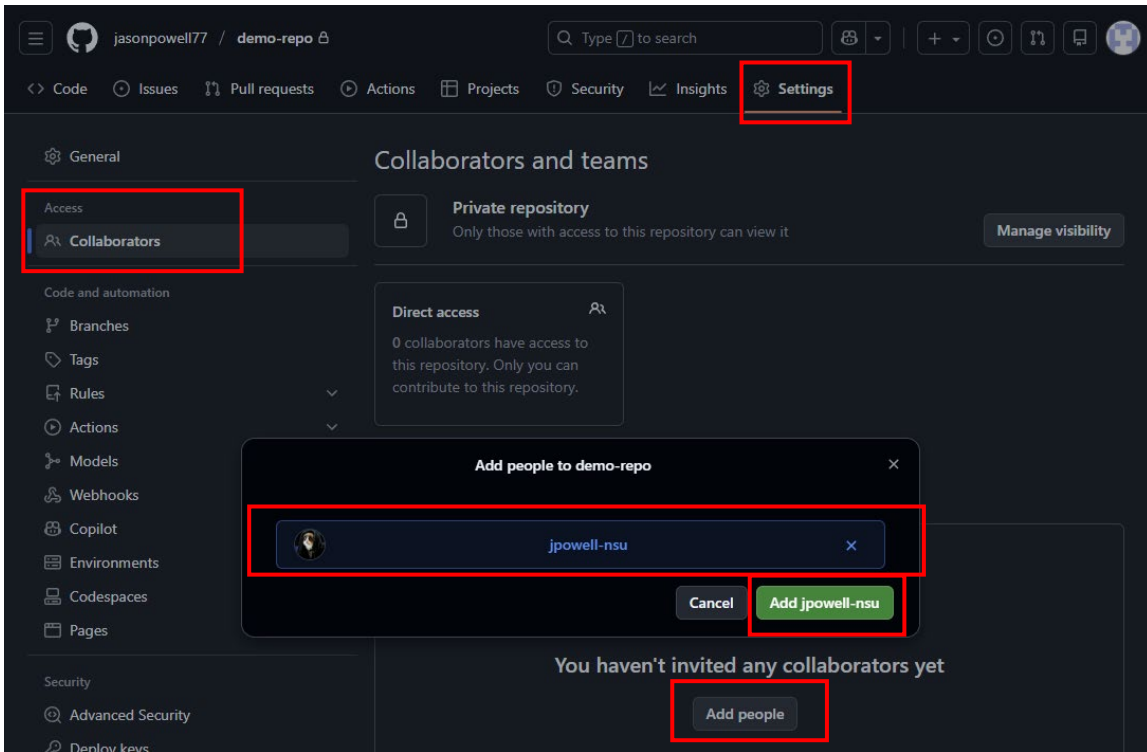 jasonpowell77 / demo-repo
Type / to search
Code
Issues
Pull requests
Actions
Projects
Security
Insights
Settings
General
Access
Collaborators
Code and automation
Branches
Tags
Rules
Actions
Models
Webhooks
Copilot
Environments
Codespaces
Pages
Security
Advanced Security
Deploy keys
Collaborators and teams
Private repository
Only those with access to this repository can view it
Manage visibility
Direct access
0 collaborators have access to
this repository. Only you can
contribute to this repository.
Add people to demo-repo
jpowell-nsu
Cancel
Add jpowell-nsu
You haven't invited any collaborators yet
Add people